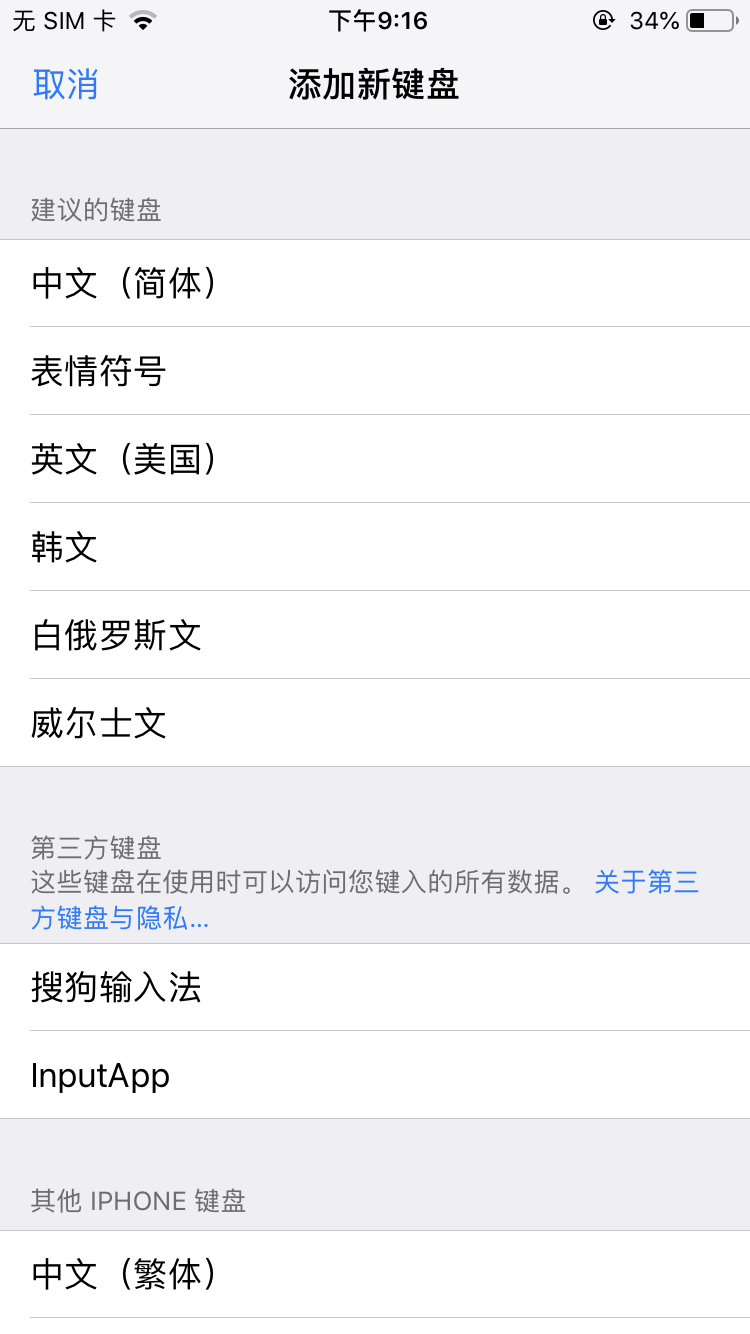 无 SIM 卡 下午9:16 34%
取消 添加新键盘
建议的键盘
中文（简体）
表情符号
英文（美国）
韩文
白俄罗斯文
威尔士文
第三方键盘
这些键盘在使用时可以访问您键入的所有数据。 关于第三
方键盘与隐私...
搜狗输入法
InputApp
其他 IPHONE 键盘
中文（繁体）